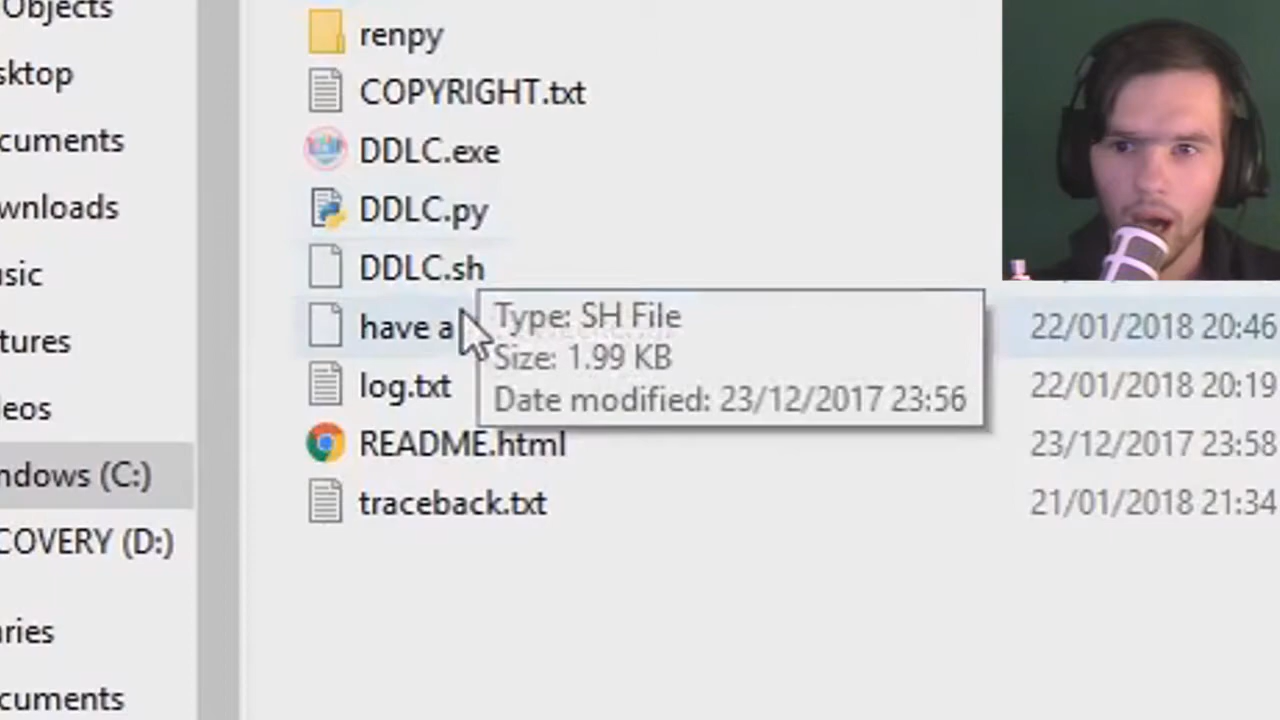 Objects
sktop
cuments
wnloads
sic
tures
leos
ndows (C:)
COVERY (D:)
ries
cuments
renpy
COPYRIGHT.txt
DDLC.exe
DDLC.py
DDLC.sh
have a
22/01/2018 20:46
log.txt
22/01/2018 20:19
README.html
23/12/2017 23:58
traceback.txt
21/01/2018 21:34
Type: SH File
Size: 1.99 KB
Date modified: 23/12/2017 23:56